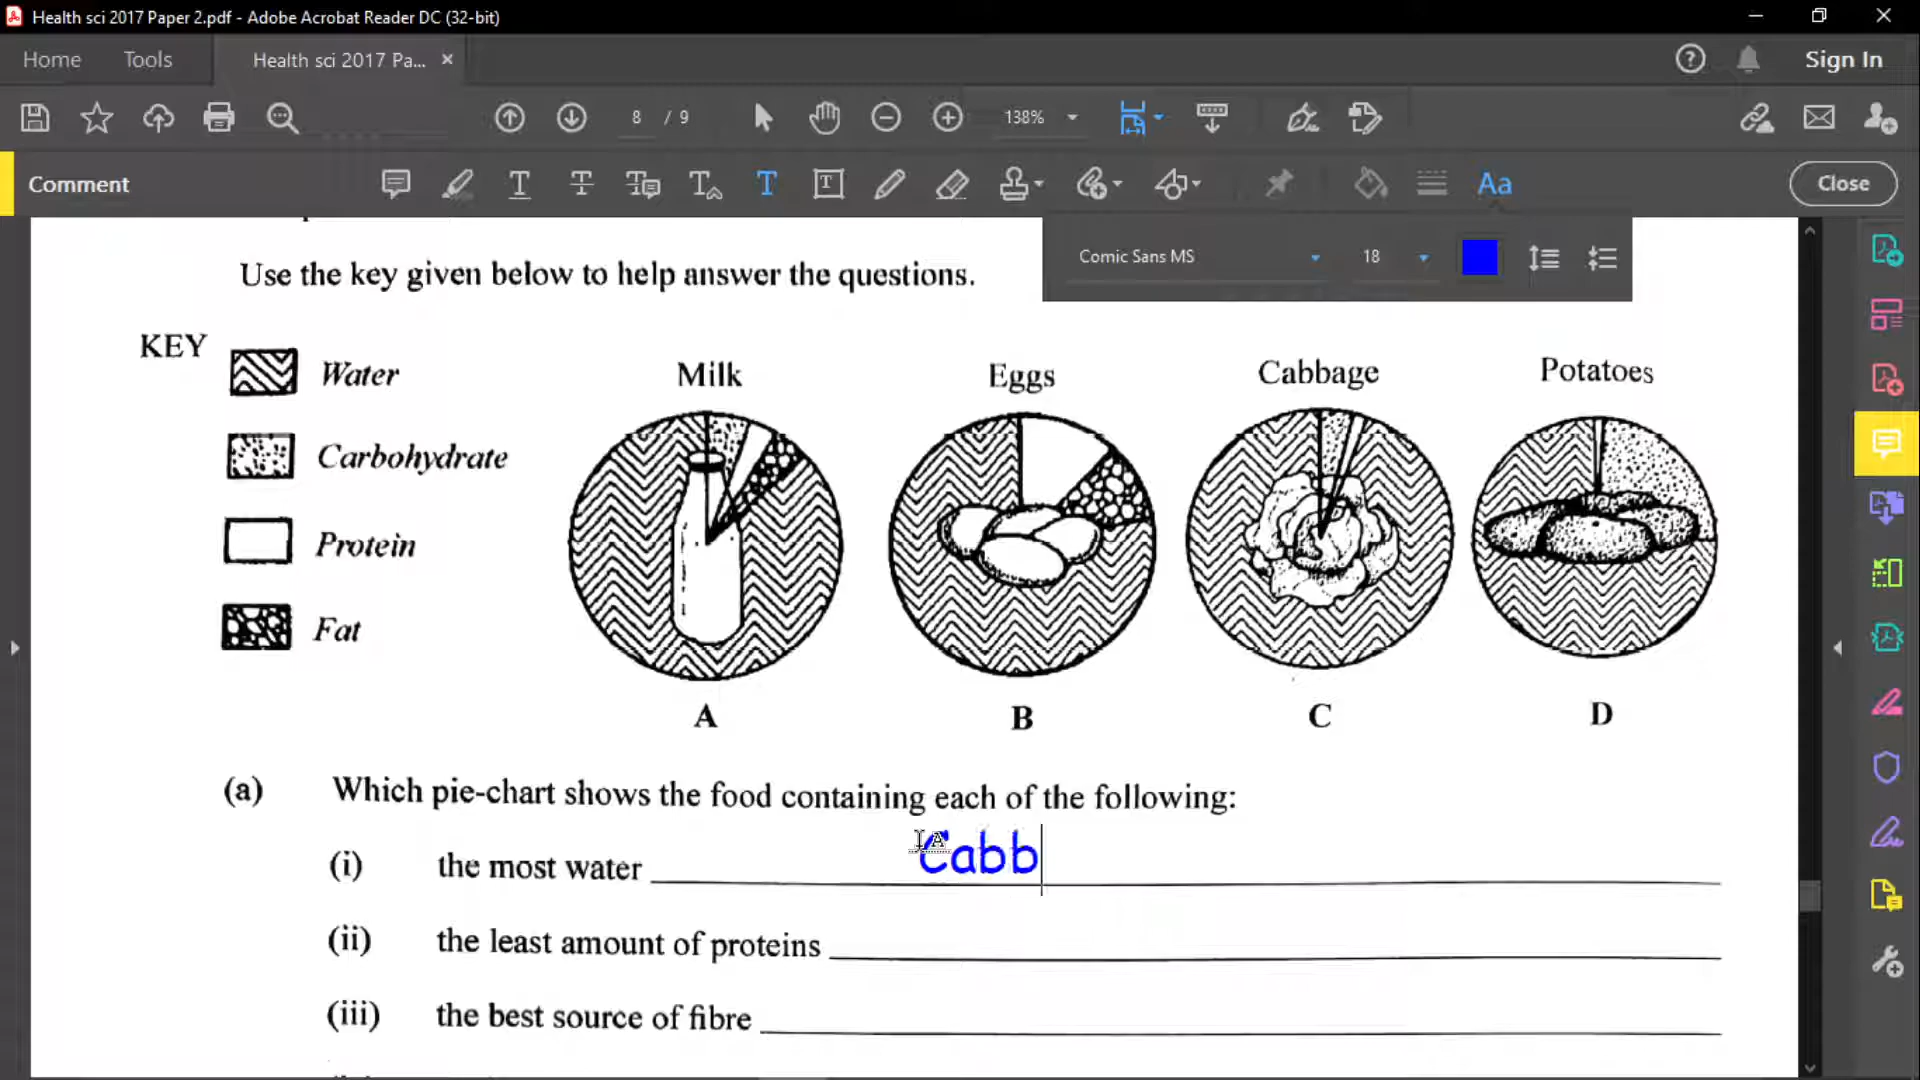 Health sci 2017 Paper 2.pdf - Adobe Acrobat Reader DC (32-bit)
Home Tools Health sci 2017 Pa... × Sign In
8 / 9 138%
Comment Close
Comic Sans MS 18
Use the key given below to help answer the questions.
KEY
Water
Carbohydrate
Protein
Fat
Milk Eggs Cabbage Potatoes
A B C D
(a) Which pie-chart shows the food containing each of the following:
(i) the most water Cabb
(ii) the least amount of proteins
(iii) the best source of fibre